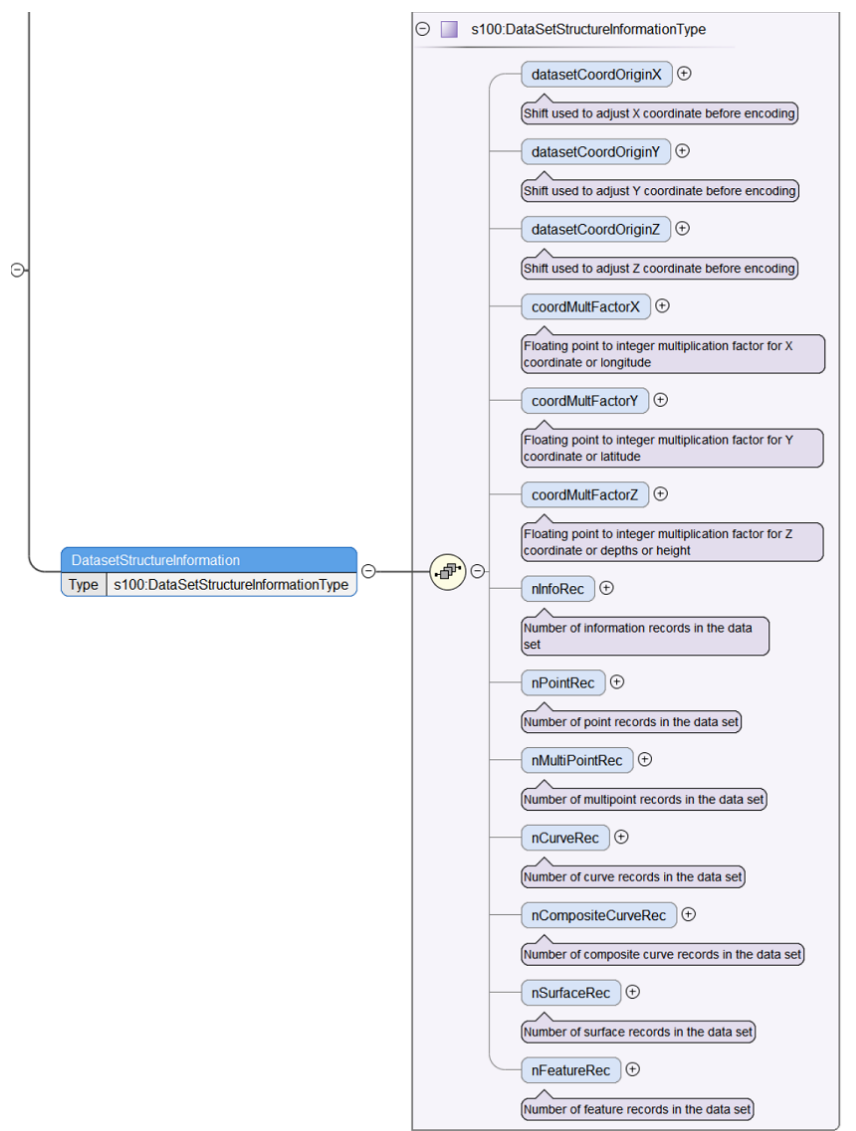 s100:DataSetStructureInformationType
datasetCoordOriginX
Shift used to adjust X coordinate before encoding
datasetCoordOriginY
Shift used to adjust Y coordinate before encoding
datasetCoordOriginZ
Shift used to adjust Z coordinate before encoding
coordMultFactorX
Floating point to integer multiplication factor for X
coordinate or longitude
coordMultFactorY
Floating point to integer multiplication factor for Y
coordinate or latitude
coordMultFactorZ
Floating point to integer multiplication factor for Z
coordinate or depths or height
DatasetStructureInformation
Type s100:DataSetStructureInformationType
nInfoRec
Number of information records in the data
set
nPointRec
Number of point records in the data set
nMultiPointRec
Number of multipoint records in the data set
nCurveRec
Number of curve records in the data set
nCompositeCurveRec
Number of composite curve records in the data set
nSurfaceRec
Number of surface records in the data set
nFeatureRec
Number of feature records in the data set